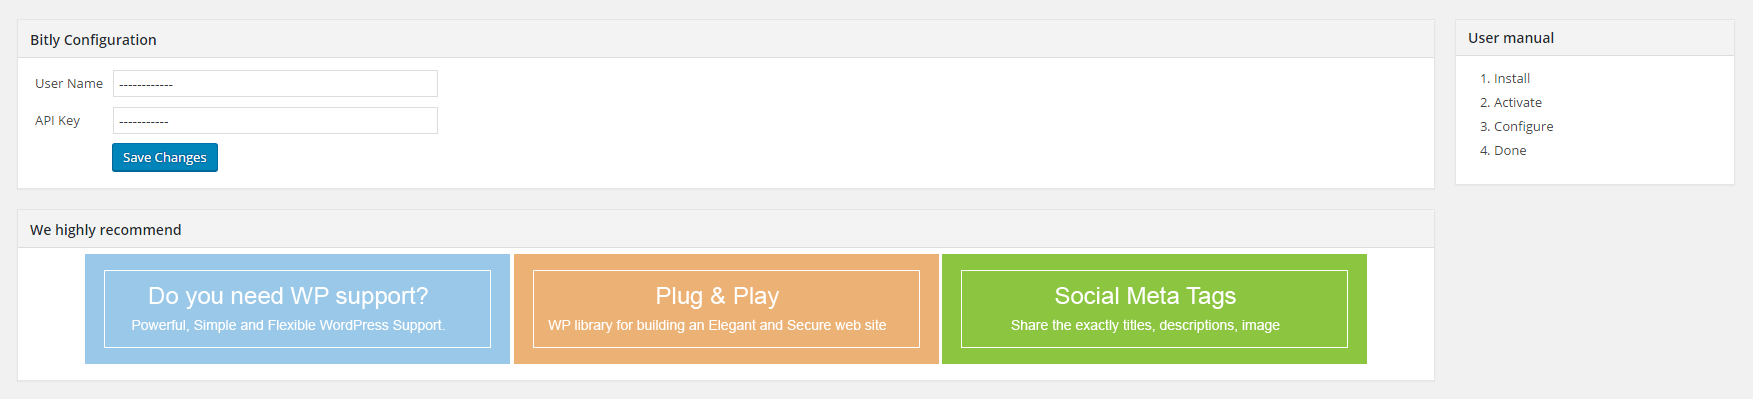 Bitly Configuration
User Name
------------
API Key
-----------
Save Changes
User manual
1. Install
2. Activate
3. Configure
4. Done
We highly recommend
Do you need WP support?
Powerful, Simple and Flexible WordPress Support.
Plug & Play
WP library for building an Elegant and Secure web site
Social Meta Tags
Share the exactly titles, descriptions, image